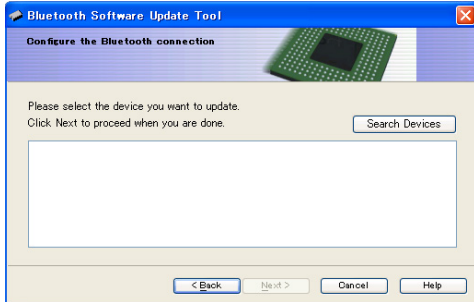 Bluetooth Software Update Tool
Configure the Bluetooth connection
Please select the device you want to update.
Click Next to proceed when you are done.
Search Devices
< Back
Next >
Cancel
Help